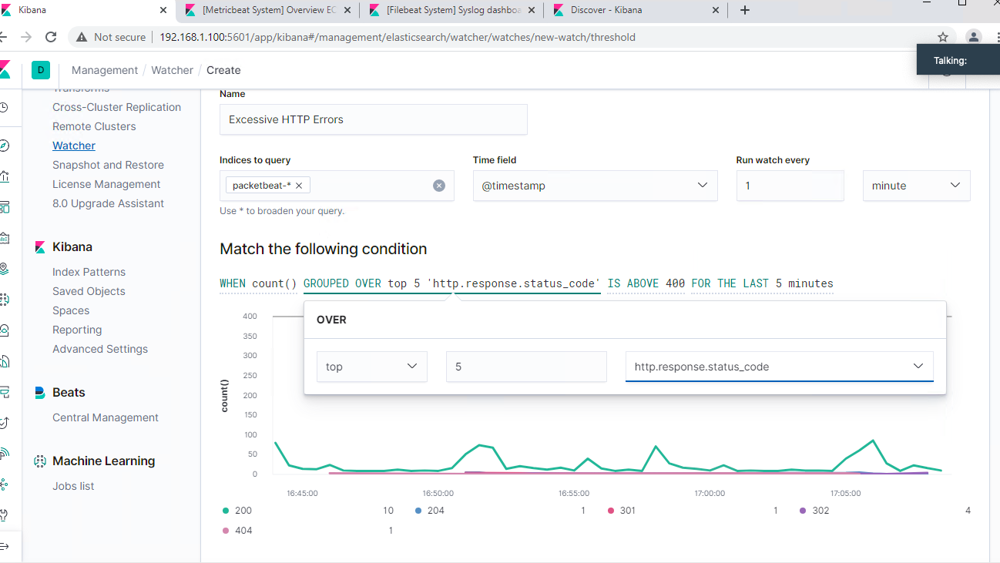 Kibana
[Metricbeat System] Overview EC
[Filebeat System] Syslog dashboa
Discover - Kibana
Not secure
192.168.1.100:5601/app/kibana#/management/elasticsearch/watcher/watches/new-watch/threshold
Talking:
D
Management / Watcher / Create
Transforms
Cross-Cluster Replication
Remote Clusters
Watcher
Snapshot and Restore
License Management
8.0 Upgrade Assistant
Kibana
Index Patterns
Saved Objects
Spaces
Reporting
Advanced Settings
Beats
Central Management
Machine Learning
Jobs list
Name
Excessive HTTP Errors
Indices to query
Time field
Run watch every
packetbeat-*
@timestamp
1
minute
Use * to broaden your query.
Match the following condition
WHEN count() GROUPED OVER top 5 'http.response.status_code' IS ABOVE 400 FOR THE LAST 5 minutes
OVER
top
5
http.response.status_code
count()
400
350
300
250
200
150
100
50
0
16:45:00
16:50:00
16:55:00
17:00:00
17:05:00
200 10
204 1
301 1
302 4
404 1